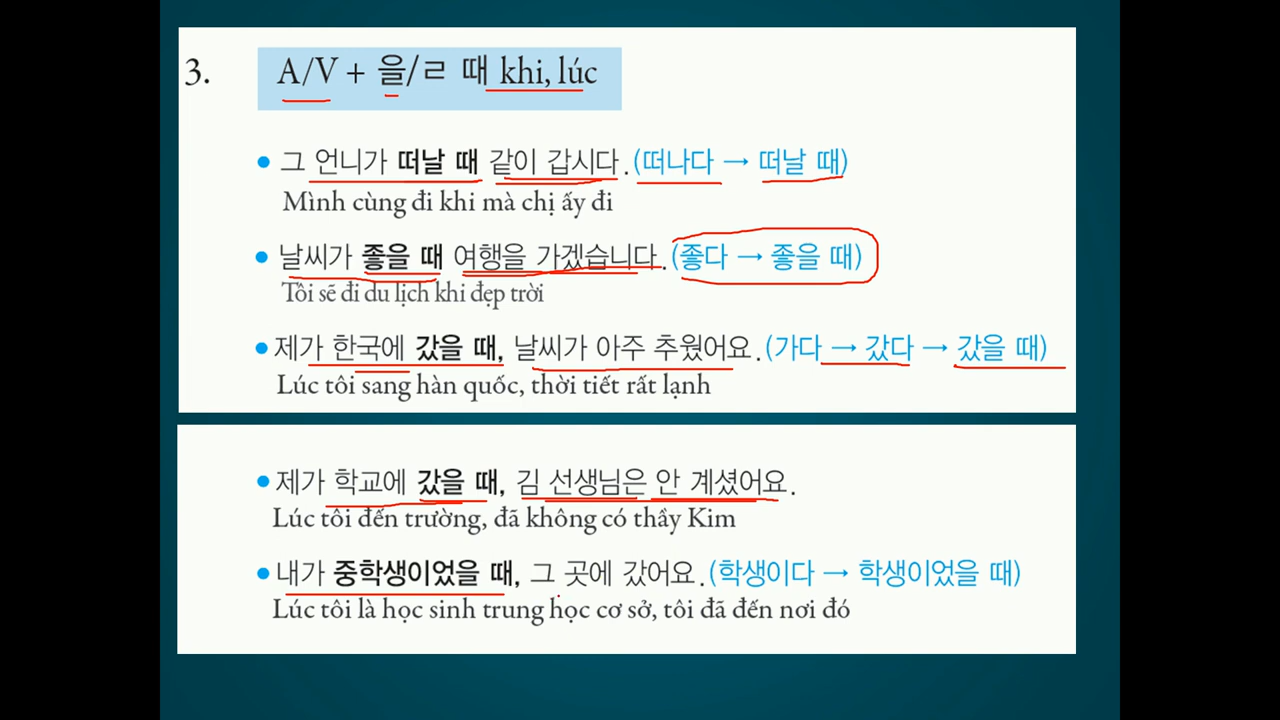 3. A/V + 을/ㄹ 때 khi, lúc
• 그 언니가 떠날 때 같이 갑시다. (떠나다 → 떠날 때)
Mình cùng đi khi mà chị ấy đi
• 날씨가 좋을 때 여행을 가겠습니다. (좋다 → 좋을 때)
Tôi sẽ đi du lịch khi đẹp trời
• 제가 한국에 갔을 때, 날씨가 아주 추웠어요. (가다 → 갔다 → 갔을 때)
Lúc tôi sang hàn quốc, thời tiết rất lạnh
• 제가 학교에 갔을 때, 김 선생님은 안 계셨어요.
Lúc tôi đến trường, đã không có thầy Kim
• 내가 중학생이었을 때, 그 곳에 갔어요. (학생이다 → 학생이었을 때)
Lúc tôi là học sinh trung học cơ sở, tôi đã đến nơi đó